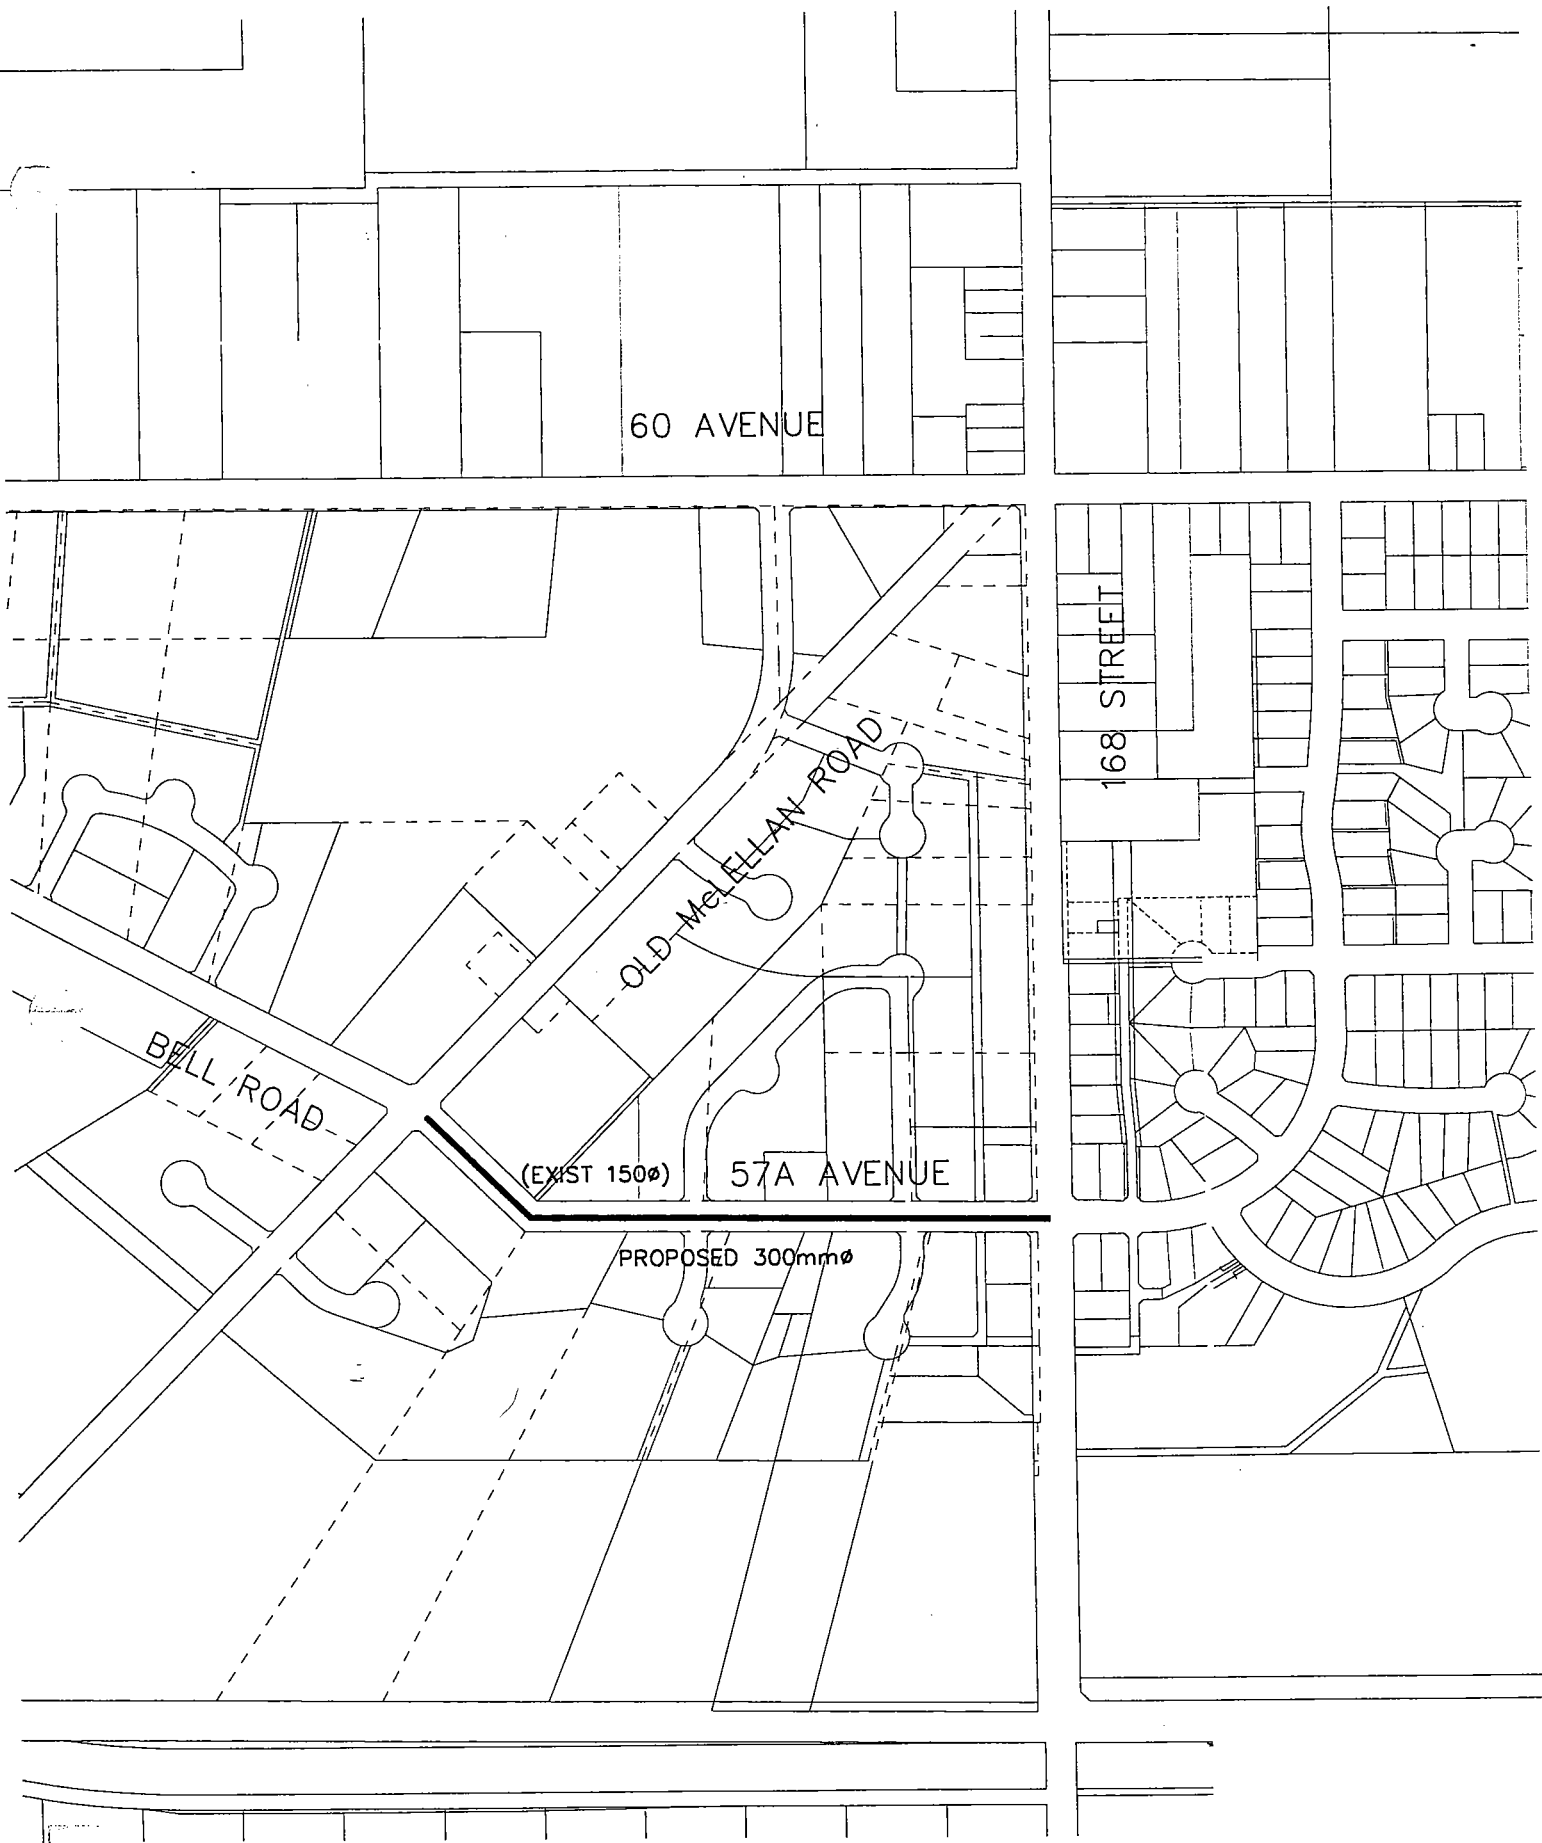 60 AVENUE
168 STREET
OLD McLELLAN ROAD
BELL ROAD
(EXIST 150ø)
57A AVENUE
PROPOSED 300mmø